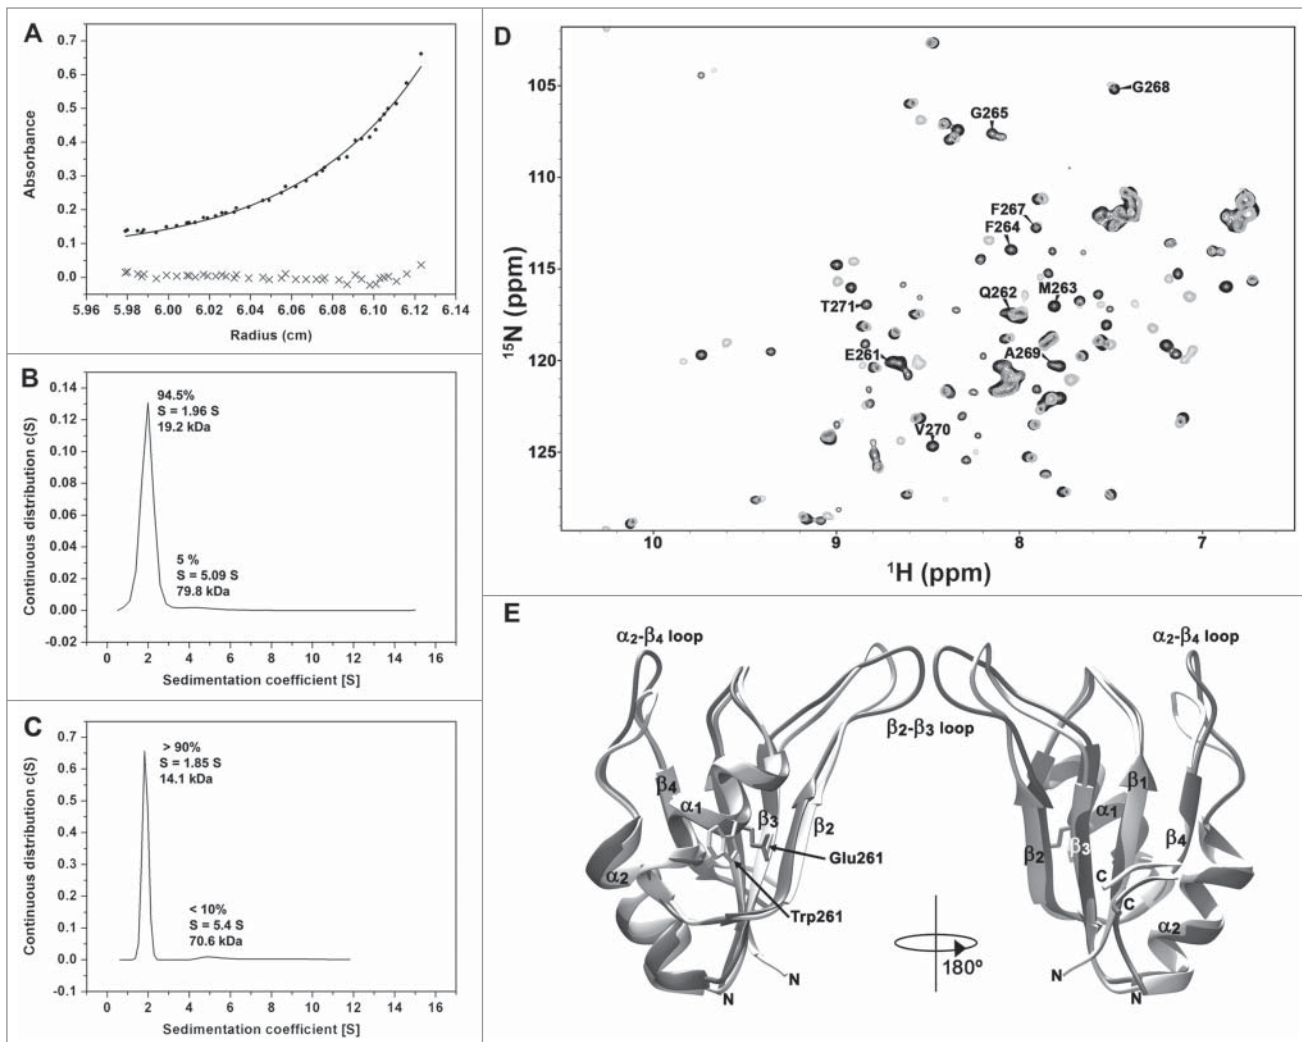 A
0.7
0.6
0.5
0.4
0.3
0.2
0.1
0.0
Absorbance
5.96 5.98 6.00 6.02 6.04 6.06 6.08 6.10 6.12 6.14
Radius (cm)
B
0.14
0.12
0.10
0.08
0.06
0.04
0.02
0.00
-0.02
Continuous distribution c(S)
94.5%
S = 1.96 S
19.2 kDa
5 %
S = 5.09 S
79.8 kDa
0 2 4 6 8 10 12 14 16
Sedimentation coefficient [S]
C
0.7
0.6
0.5
0.4
0.3
0.2
0.1
0.0
-0.1
Continuous distribution c(S)
> 90%
S = 1.85 S
14.1 kDa
< 10%
S = 5.4 S
70.6 kDa
0 2 4 6 8 10 12 14 16
Sedimentation coefficient [S]
D
105
110
115
120
125
¹⁵N (ppm)
G268
G265
F267
F264
Q262
M263
T271
E261
A269
V270
10 9 8 7
¹H (ppm)
E
α₂-β₄ loop
α₂-β₄ loop
β₂-β₃ loop
β₄
α₁
β₃
β₂
Glu261
α₂
Trp261
N
N
β₁
α₁
β₂
β₃
β₄
C
C
α₂
N
N
180º